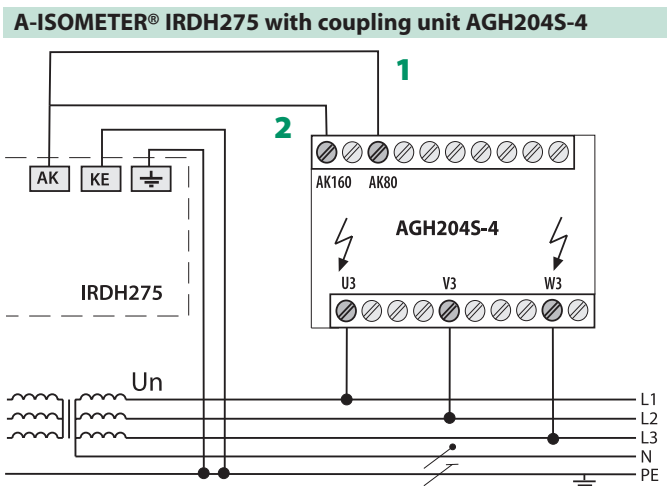 A-ISOMETER® IRDH275 with coupling unit AGH204S-4
1
2
AK KE
AK160 AK80
AGH204S-4
U3 V3 W3
IRDH275
Un
L1
L2
L3
N
PE